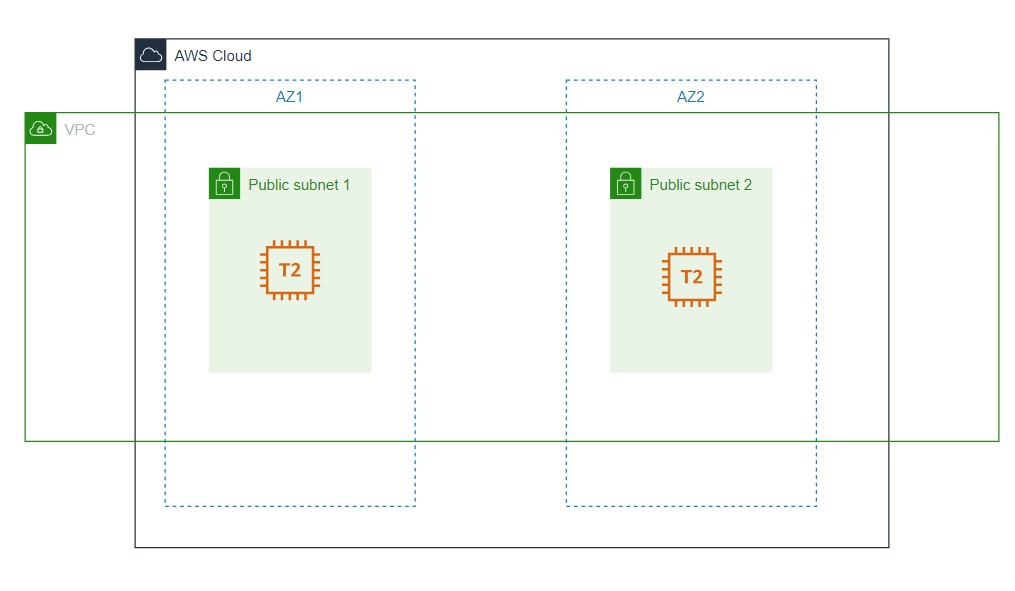 AWS Cloud
AZ1
AZ2
VPC
Public subnet 1
Public subnet 2
T2
T2